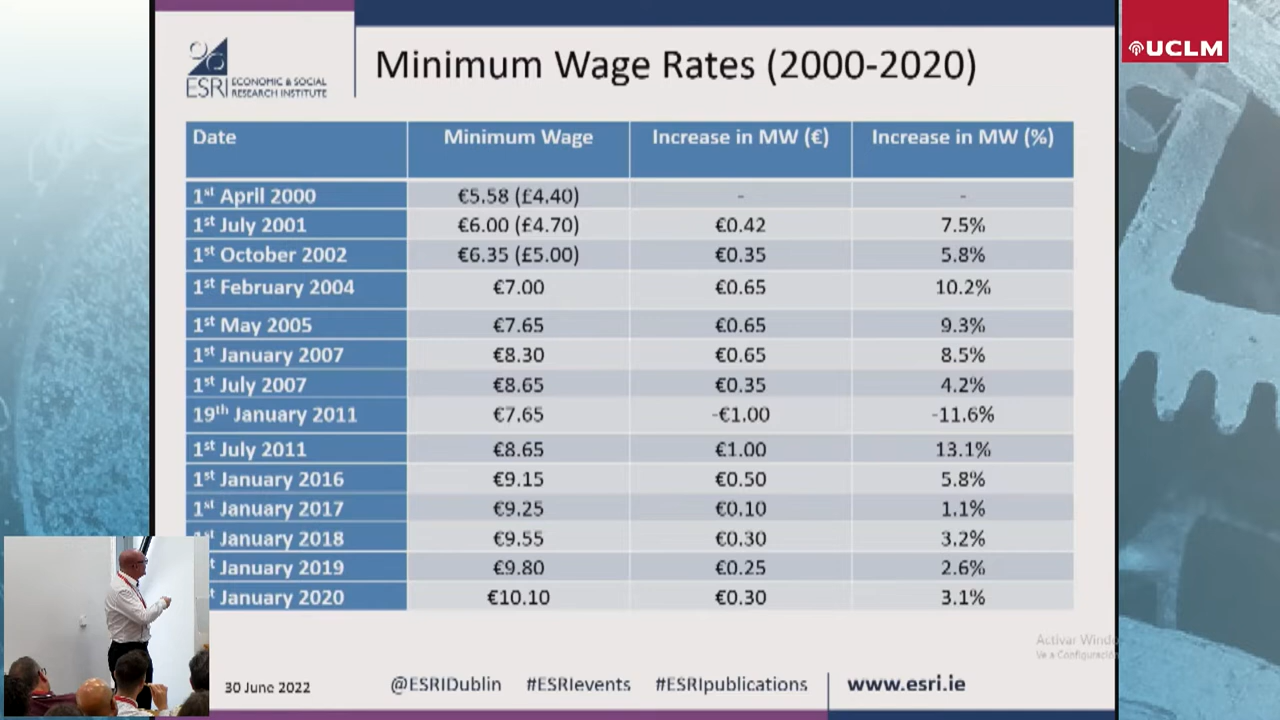 ESRI ECONOMIC & SOCIAL
RESEARCH INSTITUTE
Minimum Wage Rates (2000-2020)
UCLM
Date Minimum Wage Increase in MW (€) Increase in MW (%)
1st April 2000 €5.58 (£4.40) - -
1st July 2001 €6.00 (£4.70) €0.42 7.5%
1st October 2002 €6.35 (£5.00) €0.35 5.8%
1st February 2004 €7.00 €0.65 10.2%
1st May 2005 €7.65 €0.65 9.3%
1st January 2007 €8.30 €0.65 8.5%
1st July 2007 €8.65 €0.35 4.2%
19th January 2011 €7.65 -€1.00 -11.6%
1st July 2011 €8.65 €1.00 13.1%
1st January 2016 €9.15 €0.50 5.8%
1st January 2017 €9.25 €0.10 1.1%
January 2018 €9.55 €0.30 3.2%
January 2019 €9.80 €0.25 2.6%
January 2020 €10.10 €0.30 3.1%
Activar Wind
Ve a Configuració
30 June 2022 @ESRIDublin #ESRIevents #ESRIpublications www.esri.ie